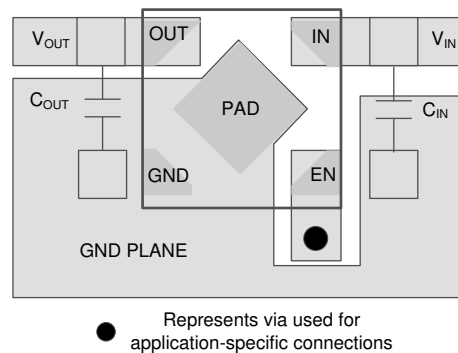 VOUT
OUT
IN
VIN
COUT
PAD
CIN
GND
EN
GND PLANE
Represents via used for
application-specific connections